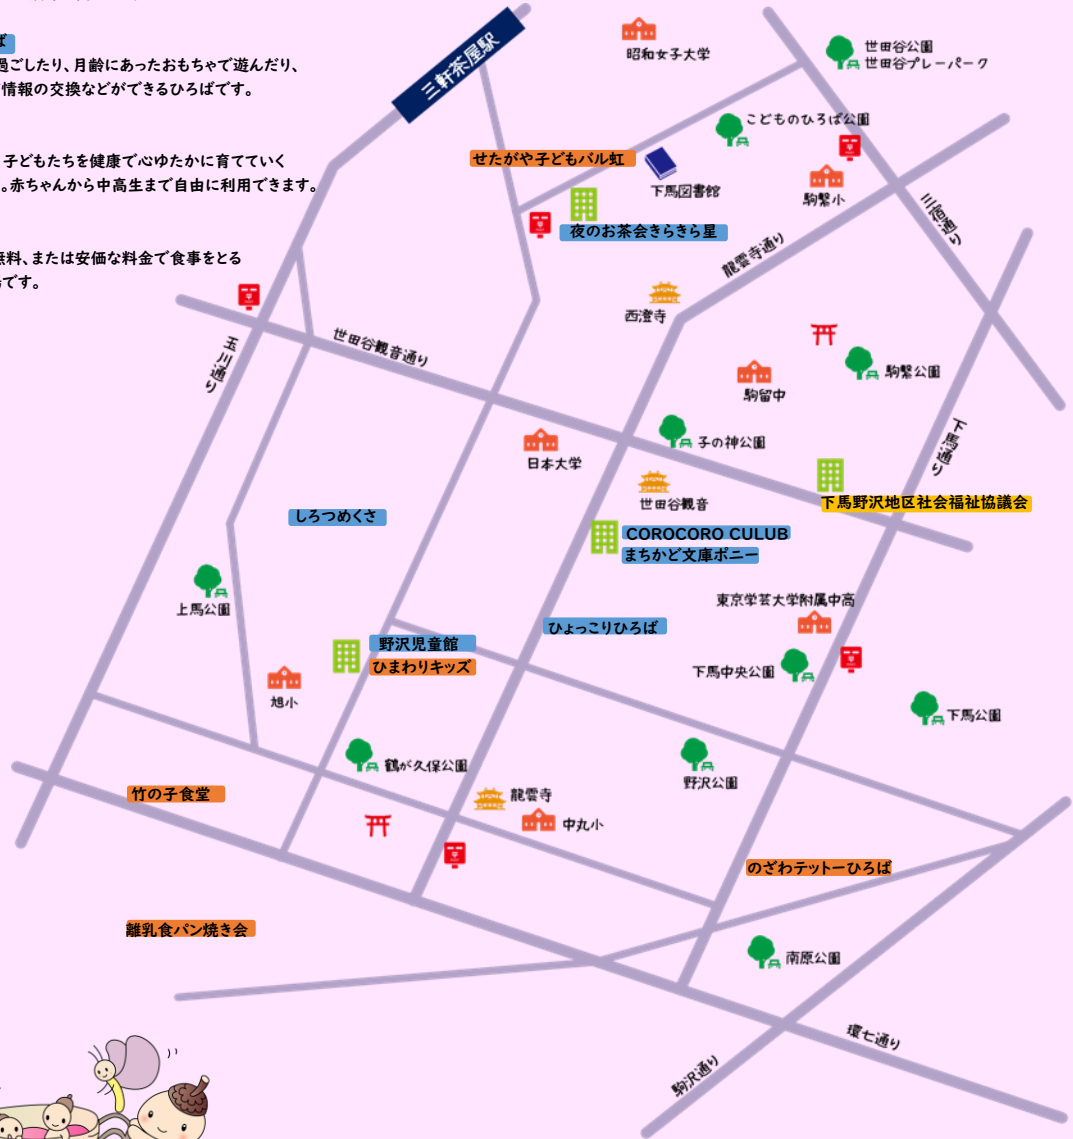 ば
過ごしたり、月齢にあったおもちゃで遊んだり、
情報の交換などができるひろばです。
子どもたちを健康で心ゆたかに育てていく
。赤ちゃんから中高生まで自由に利用できます。
無料、または安価な料金で食事をとる
場です。
三軒茶屋駅
昭和女子大学
世田谷公園
世田谷プレーパーク
こどものひろば公園
せたがや子どもバル虹
下馬図書館
駒繋小
三宿通り
夜のお茶会きらきら星
龍雲寺通り
西澄寺
玉川通り
世田谷観音通り
駒繋公園
駒留中
下馬通り
子の神公園
日本大学
世田谷観音
下馬野沢地区社会福祉協議会
しろつめくさ
COROCORO CULUB
まちかど文庫ポニー
上馬公園
東京学芸大学附属中高
ひょっこりひろば
野沢児童館
ひまわりキッズ
下馬中央公園
旭小
下馬公園
鶴が久保公園
野沢公園
竹の子食堂
龍雲寺
中丸小
のざわテットーひろば
離乳食パン焼き会
南原公園
環七通り
駒沢通り